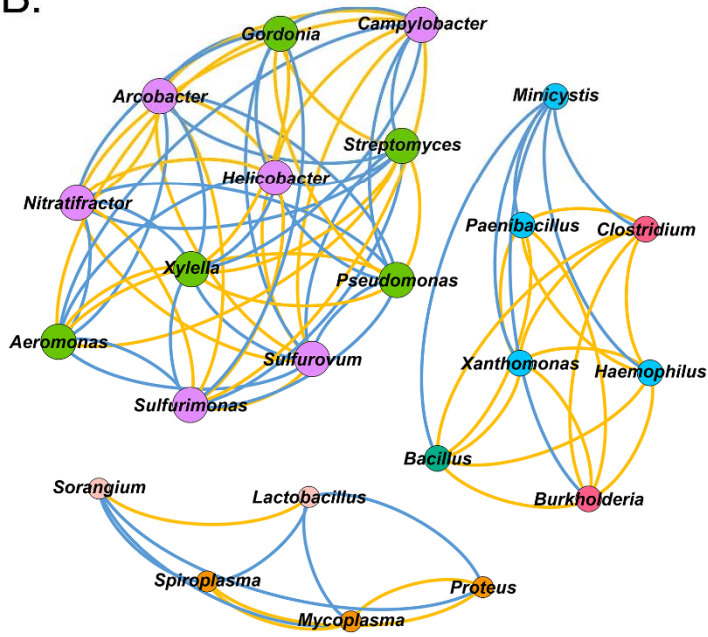 B.
Gordonia
Campylobacter
Arcobacter
Minicystis
Streptomyces
Helicobacter
Nitratifractor
Paenibacillus
Clostridium
Xylella
Pseudomonas
Aeromonas
Sulfurovum
Xanthomonas
Haemophilus
Sulfurimonas
Bacillus
Sorangium
Lactobacillus
Burkholderia
Spiroplasma
Proteus
Mycoplasma